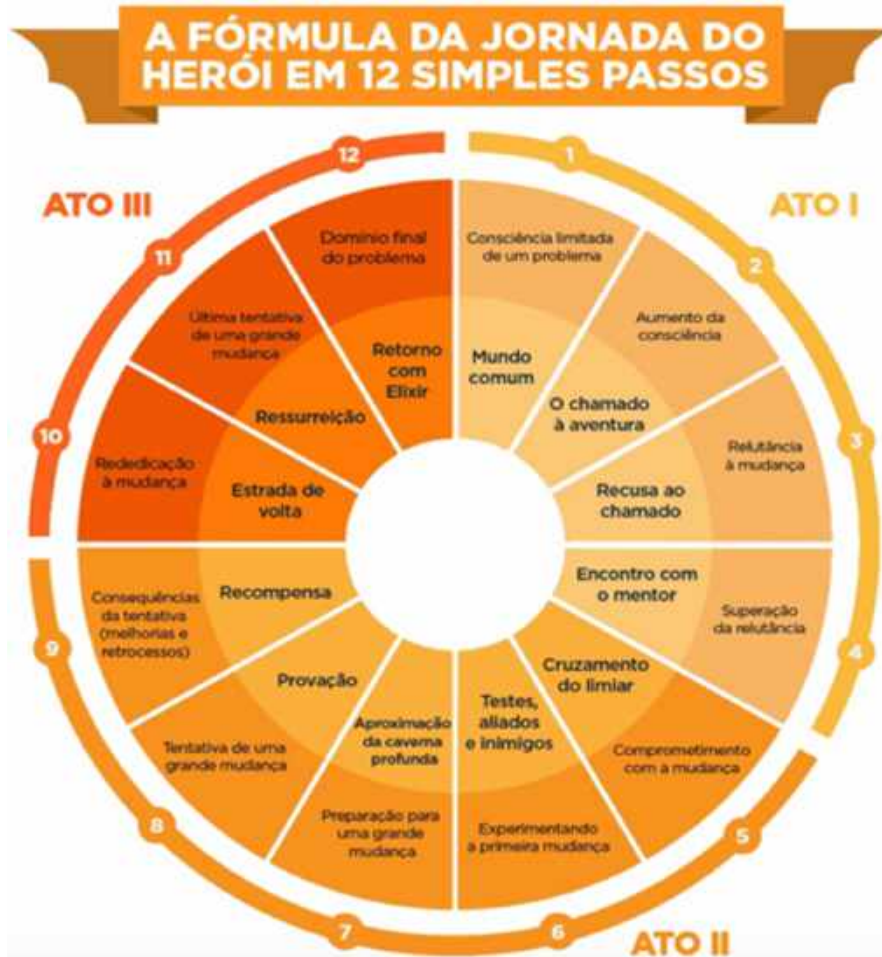 A FÓRMULA DA JORNADA DO
HERÓI EM 12 SIMPLES PASSOS
ATO I
1
Consciência limitada
de um problema
Mundo
comum
2
Aumento da
consciência
O chamado
à aventura
3
Relutância
à mudança
Recusa ao
chamado
4
Superação
da relutância
Encontro com
o mentor
ATO II
5
Comprometimento
com a mudança
Cruzamento
do limiar
6
Experimentando
a primeira mudança
Testes,
aliados
e inimigos
7
Preparação para
uma grande
mudança
Aproximação
da caverna
profunda
8
Tentativa de uma
grande mudança
Provação
9
Consequências
da tentativa
(melhorias e
retrocessos)
Recompensa
ATO III
10
Rededicação
à mudança
Estrada de
volta
11
Última tentativa
de uma grande
mudança
Ressurreição
12
Domínio final
do problema
Retorno
com
Elixir